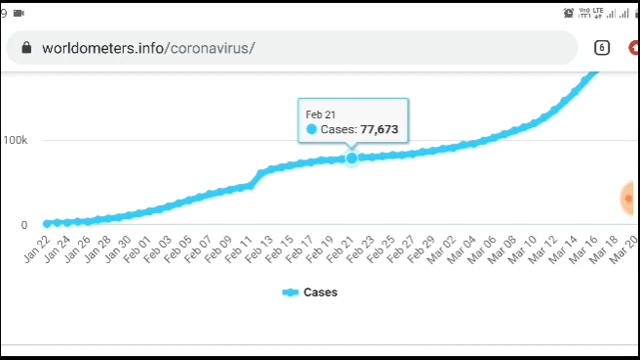 9
LTE
worldometers.info/coronavirus/
6
Feb 21
Cases: 77,673
100k
0
Jan 22 Jan 24 Jan 26 Jan 28 Jan 30 Feb 01 Feb 03 Feb 05 Feb 07 Feb 09 Feb 11 Feb 13 Feb 15 Feb 17 Feb 19 Feb 21 Feb 23 Feb 25 Feb 27 Feb 29 Mar 02 Mar 04 Mar 06 Mar 08 Mar 10 Mar 12 Mar 14 Mar 16 Mar 18 Mar 20
Cases